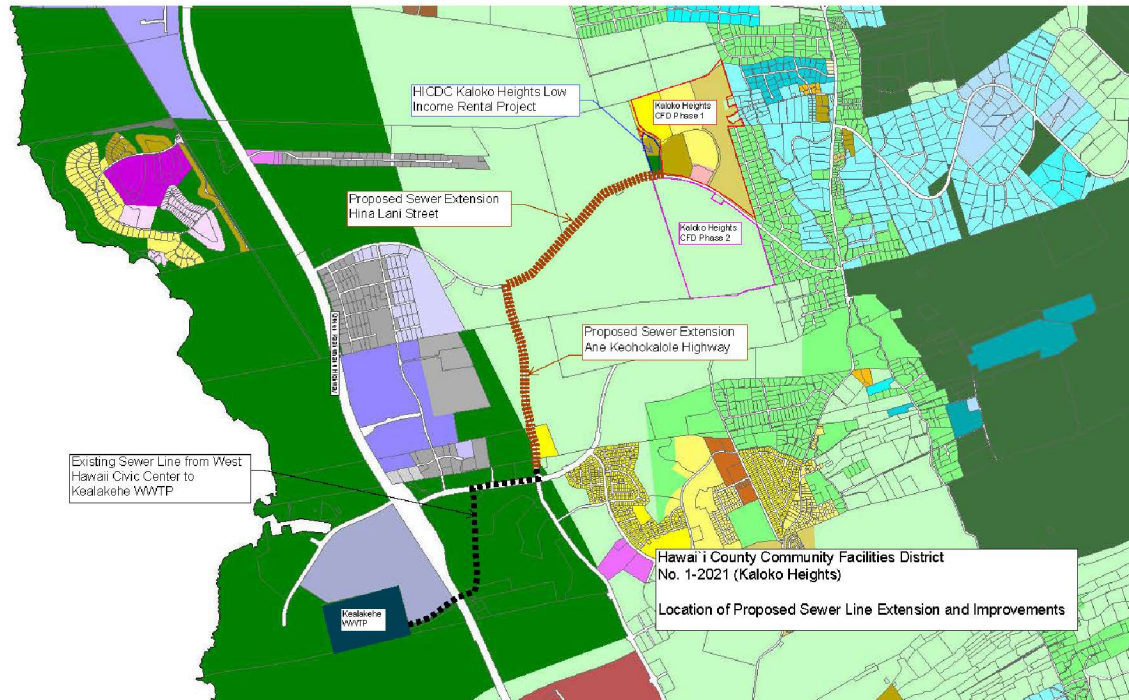 HICDC Kaloko Heights Low
Income Rental Project
Kaloko Heights
CFD Phase 1
Proposed Sewer Extension
Hina Lani Street
Kaloko Heights
CFD Phase 2
Proposed Sewer Extension
Ane Keohokalole Highway
Existing Sewer Line from West
Hawaii Civic Center to
Kealakehe WWTP
Kealakehe
WWTP
Hawai`i County Community Facilities District
No. 1-2021 (Kaloko Heights)
Location of Proposed Sewer Line Extension and Improvements